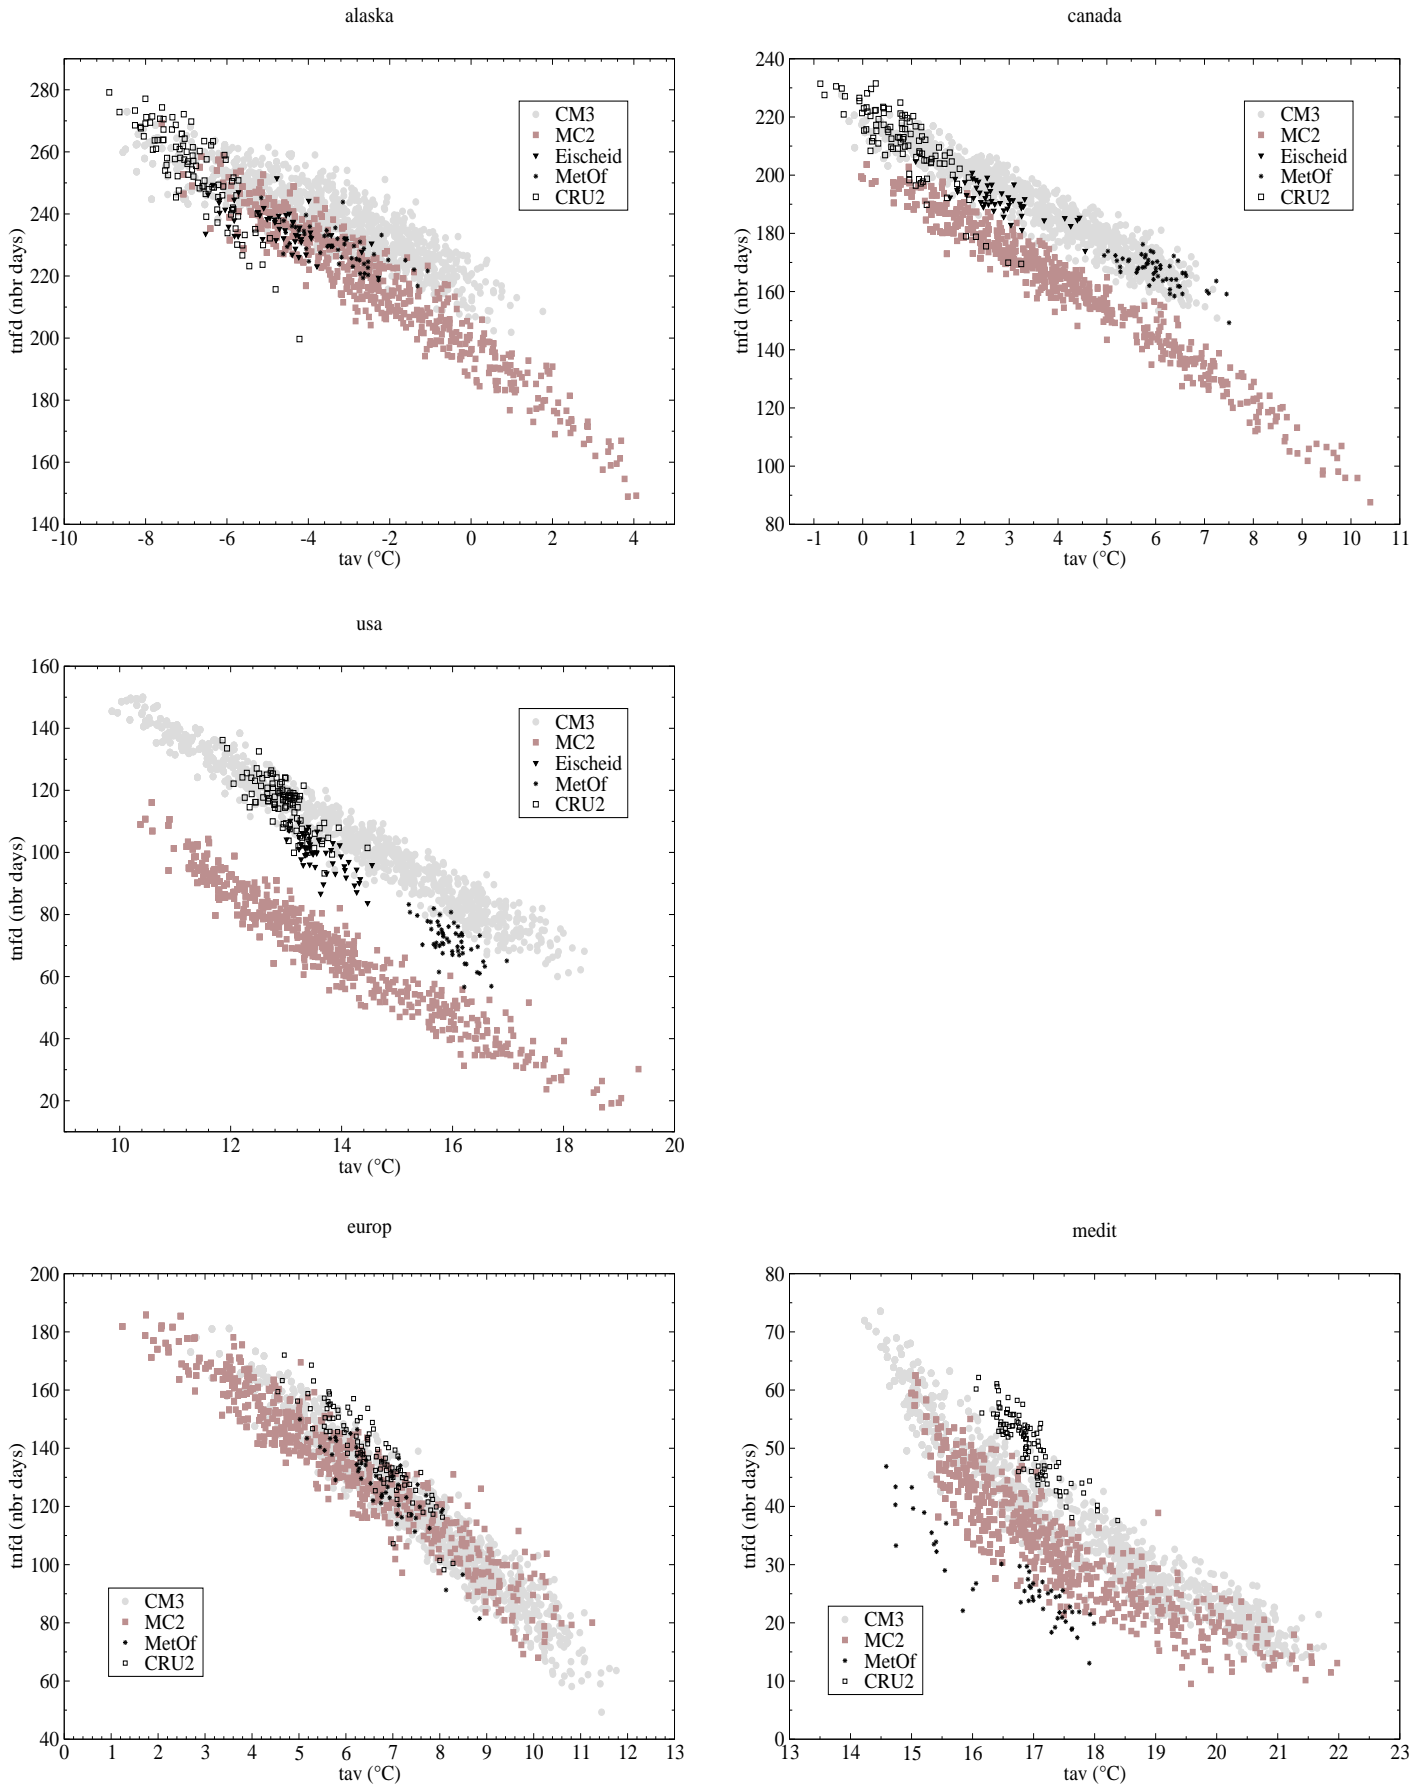 alaska
tnfd (nbr days)
280
260
240
220
200
180
160
140
-10 -8 -6 -4 -2 0 2 4
tav (°C)
CM3
MC2
Eischeid
MetOf
CRU2
canada
tnfd (nbr days)
240
220
200
180
160
140
120
100
80
-1 0 1 2 3 4 5 6 7 8 9 10 11
tav (°C)
CM3
MC2
Eischeid
MetOf
CRU2
usa
tnfd (nbr days)
160
140
120
100
80
60
40
20
10 12 14 16 18 20
tav (°C)
CM3
MC2
Eischeid
MetOf
CRU2
europ
tnfd (nbr days)
200
180
160
140
120
100
80
60
40
0 1 2 3 4 5 6 7 8 9 10 11 12 13
tav (°C)
CM3
MC2
MetOf
CRU2
medit
tnfd (nbr days)
80
70
60
50
40
30
20
10
0
13 14 15 16 17 18 19 20 21 22 23
tav (°C)
CM3
MC2
MetOf
CRU2